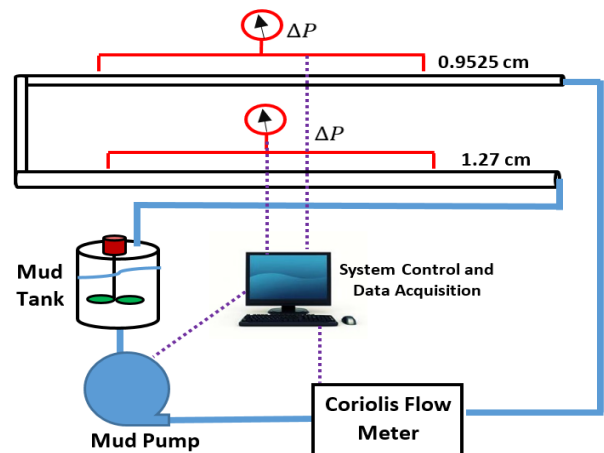 ΔP
0.9525 cm
ΔP
1.27 cm
Mud
Tank
System Control and
Data Acquisition
Mud Pump
Coriolis Flow
Meter